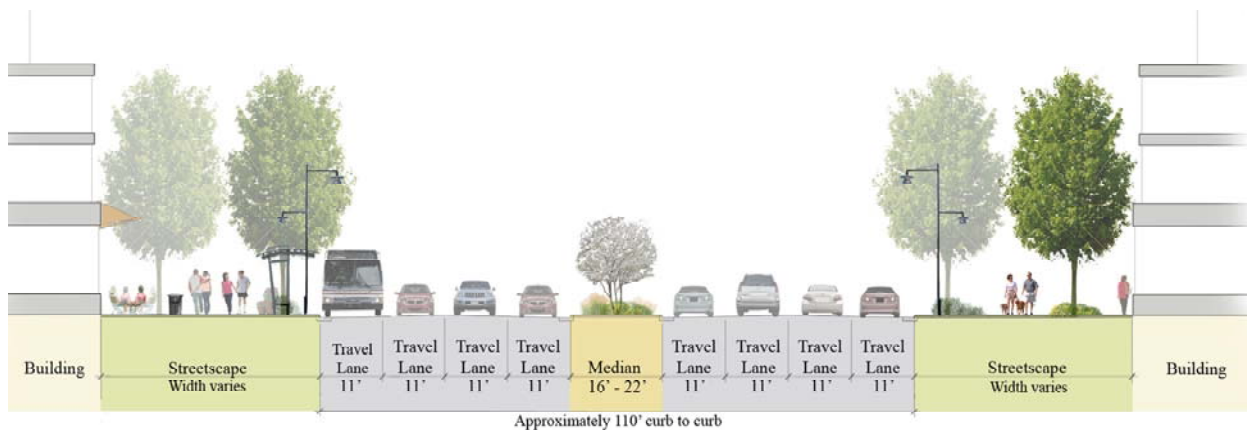 Building
Streetscape
Width varies
Travel
Lane
11'
Travel
Lane
11'
Travel
Lane
11'
Travel
Lane
11'
Median
16' - 22'
Travel
Lane
11'
Travel
Lane
11'
Travel
Lane
11'
Travel
Lane
11'
Streetscape
Width varies
Building
Approximately 110' curb to curb